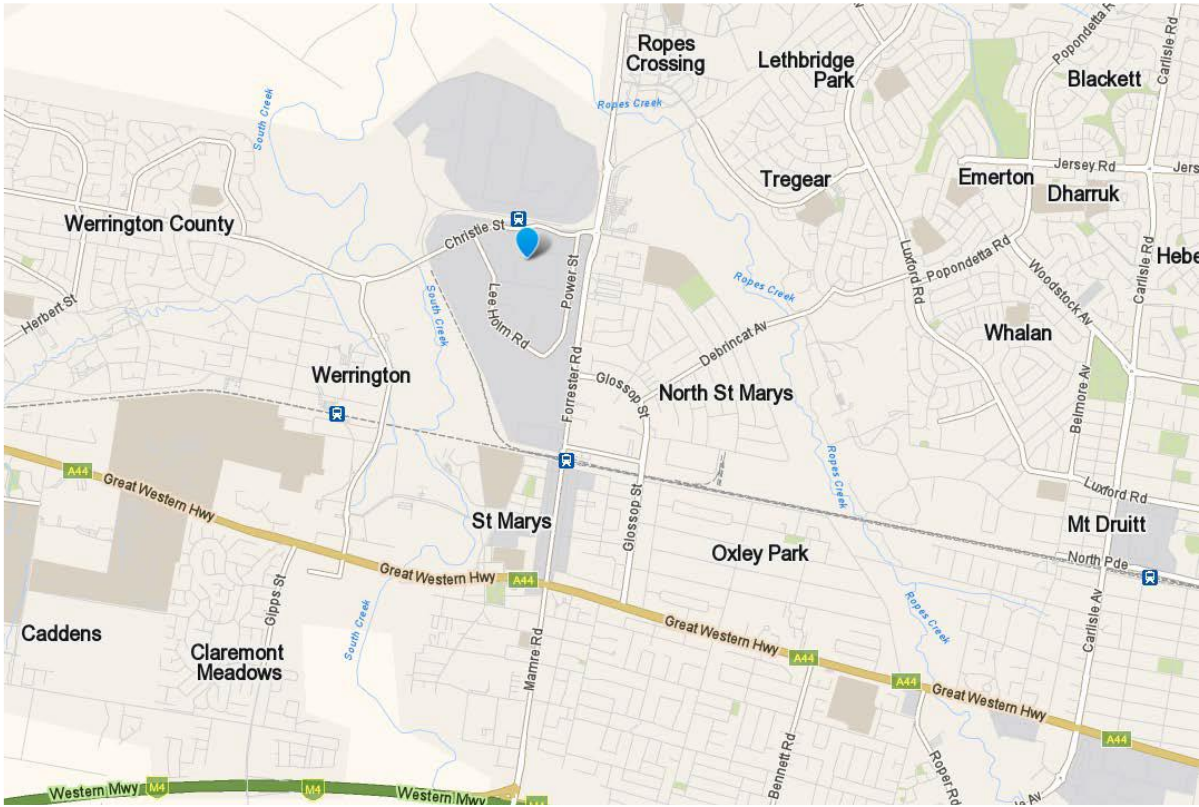 Ropes
Crossing
Lethbridge
Park
Popondetta Rd
Carlisle Rd
Blackett
South Creek
Ropes Creek
Jersey Rd
Tregear
Emerton
Dharruk
Werrington County
Christie St
Power St
Lee Holm Rd
Ropes Creek
Luxford Rd
Popondetta Rd
Woodstock Av
Carlisle Rd
Herbert St
South Creek
Debrincat Av
Whalan
Werrington
Forrester Rd
Glossop St
North St Marys
Belmore Av
A44
Great Western Hwy
Ropes Creek
Luxford Rd
St Marys
Glossop St
Mt Druitt
Oxley Park
North Pde
Great Western Hwy
A44
Gipps St
Caddens
South Creek
Claremont
Meadows
Mamre Rd
Great Western Hwy
Ropes Creek
Carlisle Av
A44
A44
Great Western Hwy
A44
Bennett Rd
Roper Rd
Western Mwy
M4
M4
Western Mwy